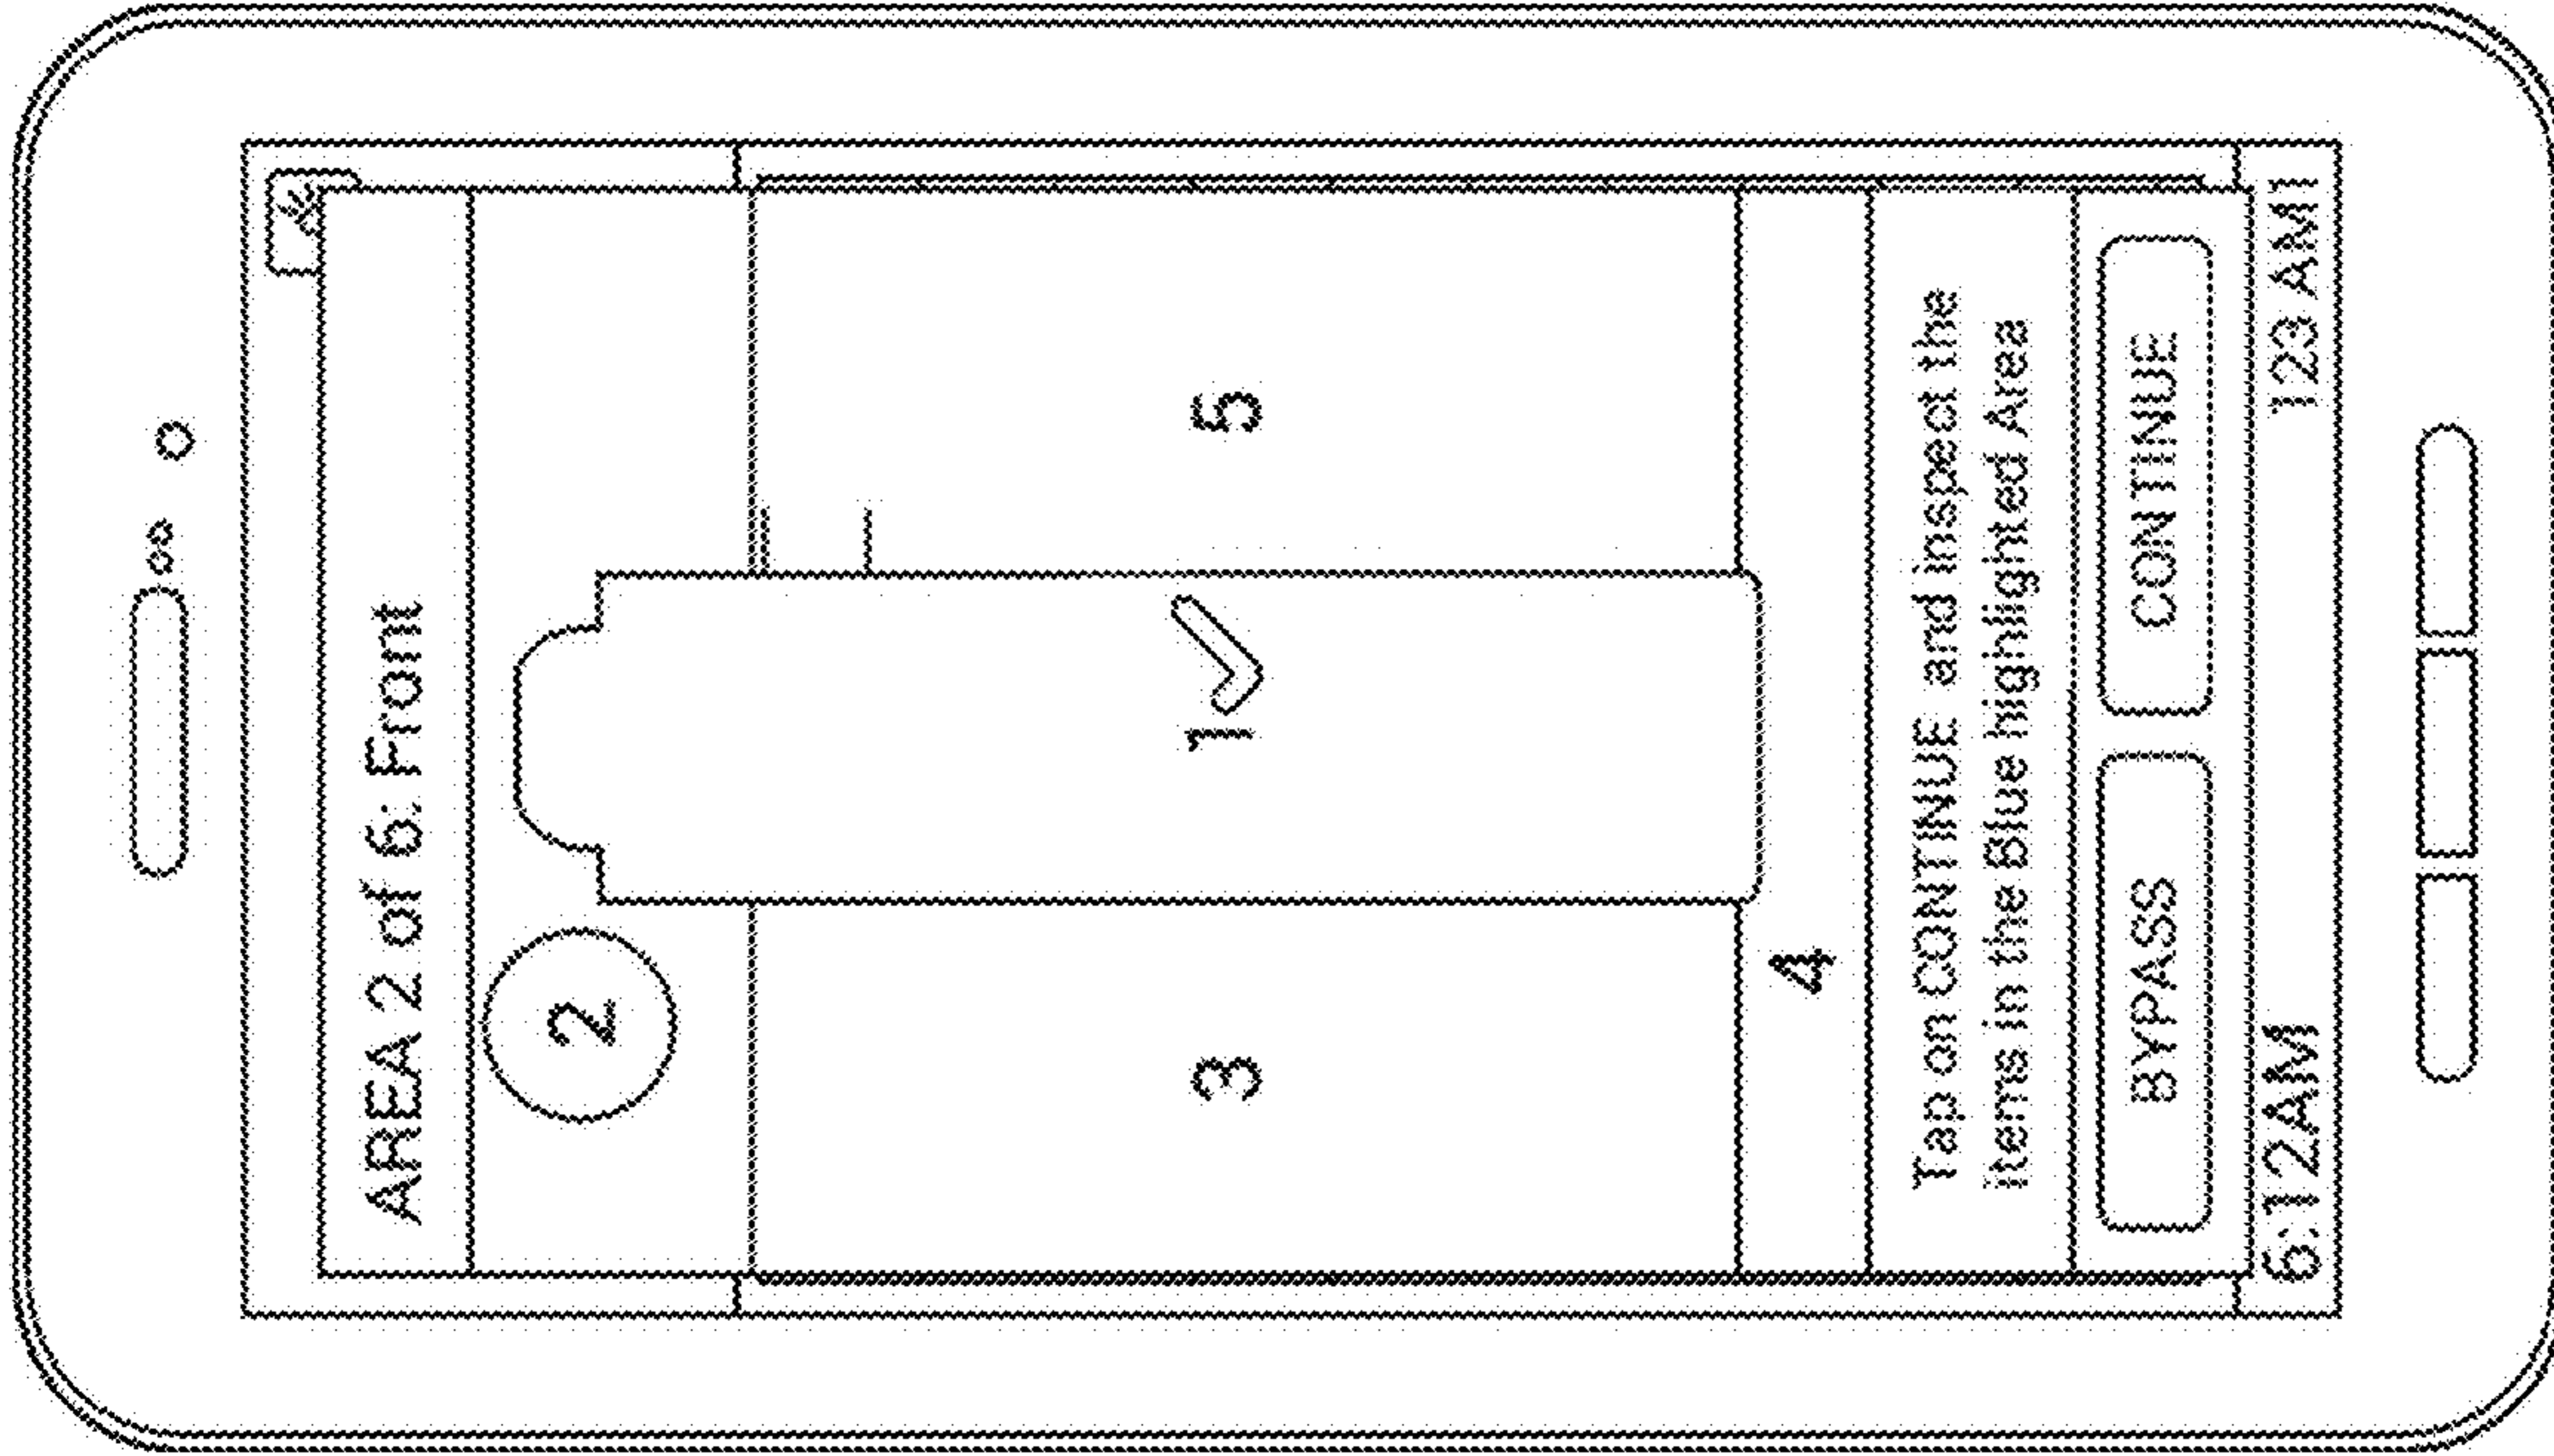 AREA 2 of 6: Front
2
3
1
5
4
Tap on CONTINUE and inspect the
items in the Blue highlighted Area
BYPASS
CONTINUE
6:12AM
123 AM1